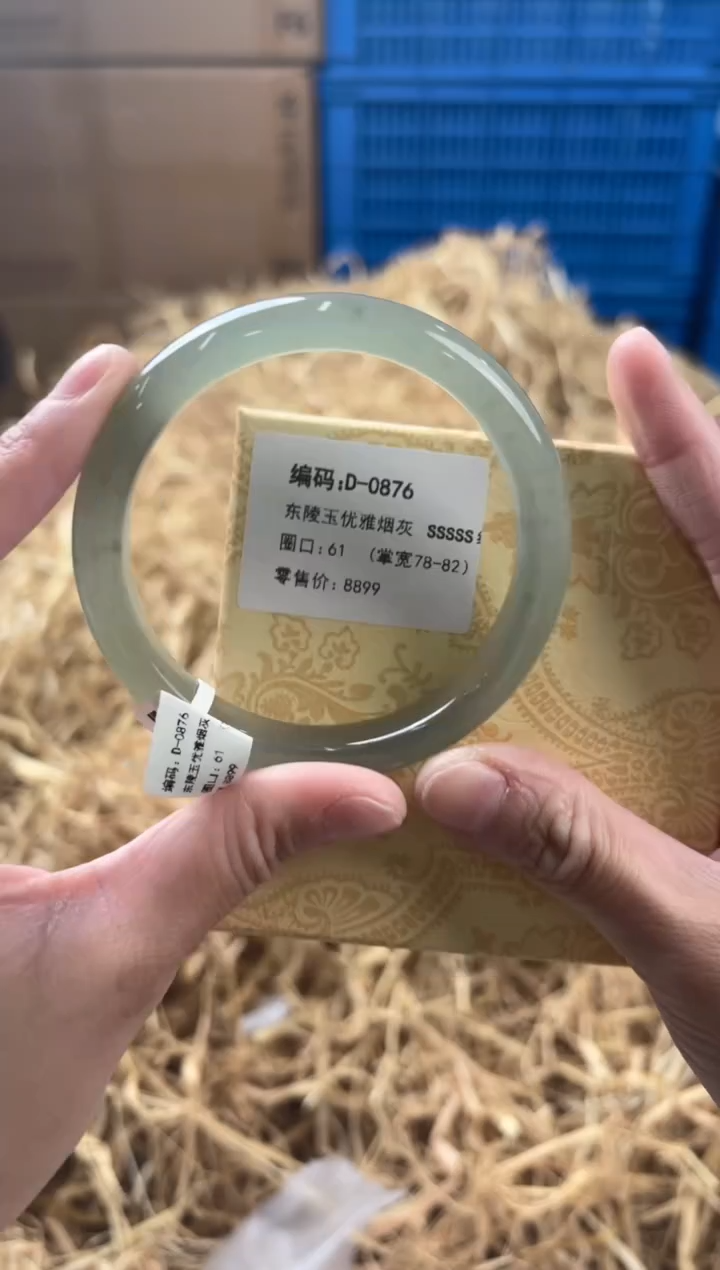 编码:D-0876
东陵玉优雅烟灰 SSSSS
圈口:61 (掌宽78-82)
零售价: 8899
编码: D-0876
东陵玉优雅烟灰
圈口: 61
8899